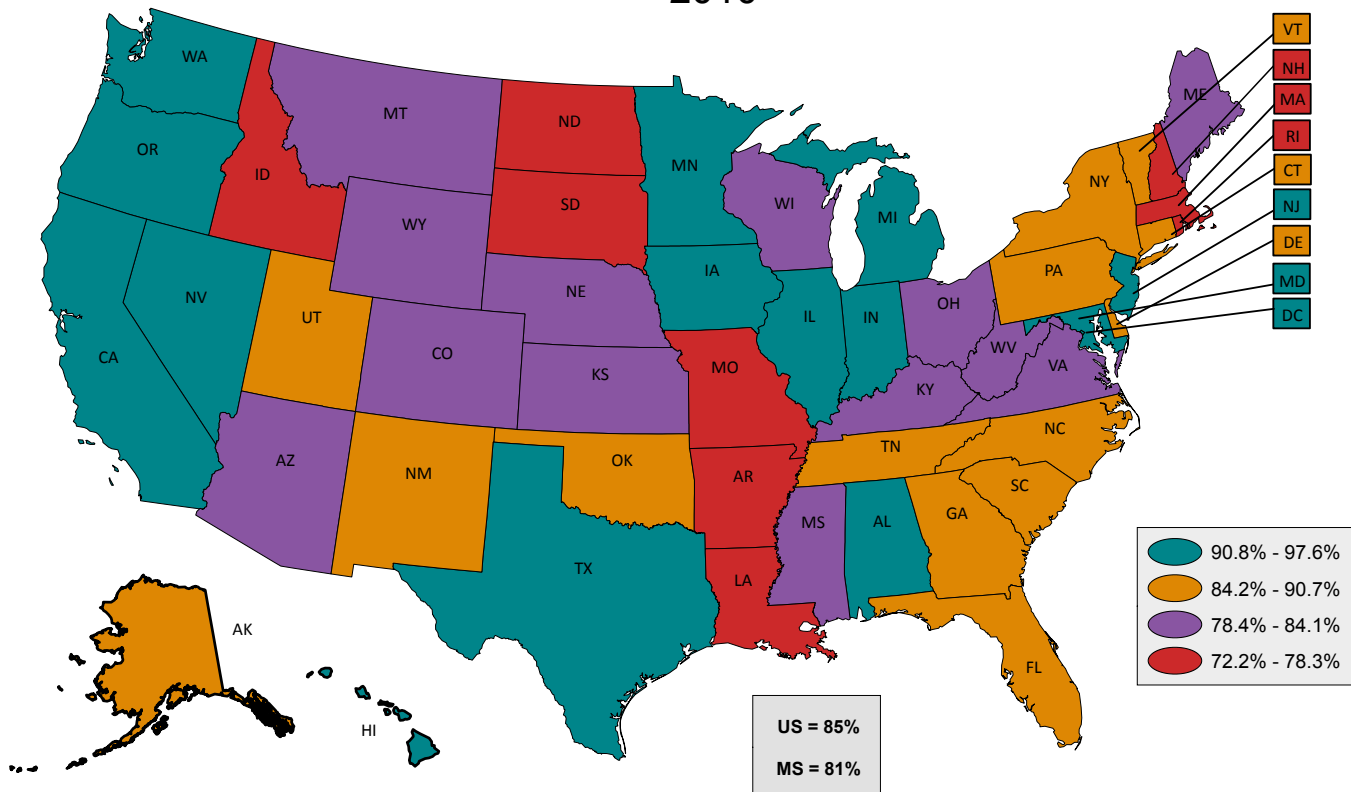 VT
WA
NH
ME
MA
MT
ND
RI
OR
MN
CT
ID
NY
SD
WI
NJ
MI
WY
DE
PA
IA
MD
NE
NV
OH
DC
UT
IL
IN
CO
WV
CA
VA
MO
KS
KY
NC
TN
AZ
OK
NM
AR
SC
GA
MS
AL
90.8% - 97.6%
TX
LA
84.2% - 90.7%
78.4% - 84.1%
AK
72.2% - 78.3%
FL
US = 85%
HI
MS = 81%